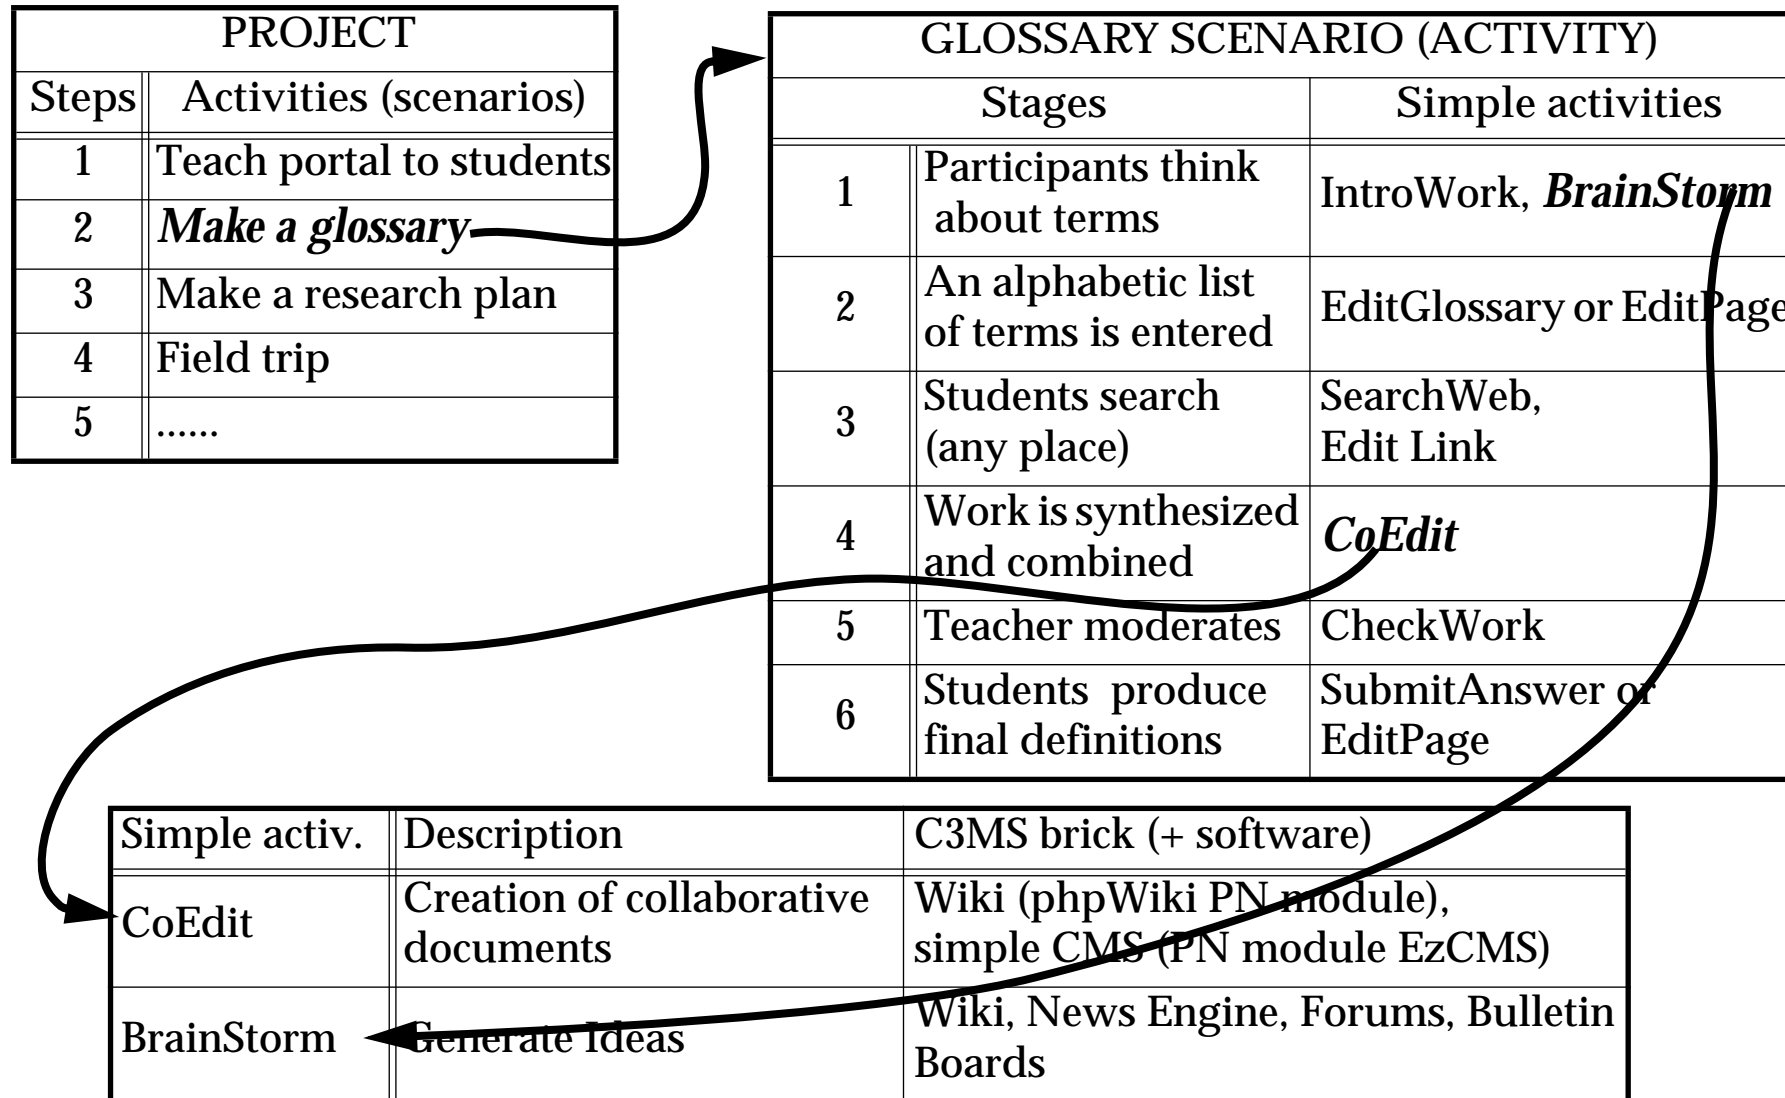 PROJECT
Steps Activities (scenarios)
1 Teach portal to students
2 Make a glossary
3 Make a research plan
4 Field trip
5 ......
GLOSSARY SCENARIO (ACTIVITY)
Stages Simple activities
1 Participants think about terms IntroWork, BrainStorm
2 An alphabetic list of terms is entered EditGlossary or EditPage
3 Students search (any place) SearchWeb, Edit Link
4 Work is synthesized and combined CoEdit
5 Teacher moderates CheckWork
6 Students produce final definitions SubmitAnswer or EditPage
Simple activ. Description C3MS brick (+ software)
CoEdit Creation of collaborative documents Wiki (phpWiki PN module), simple CMS (PN module EzCMS)
BrainStorm Generate Ideas Wiki, News Engine, Forums, Bulletin Boards